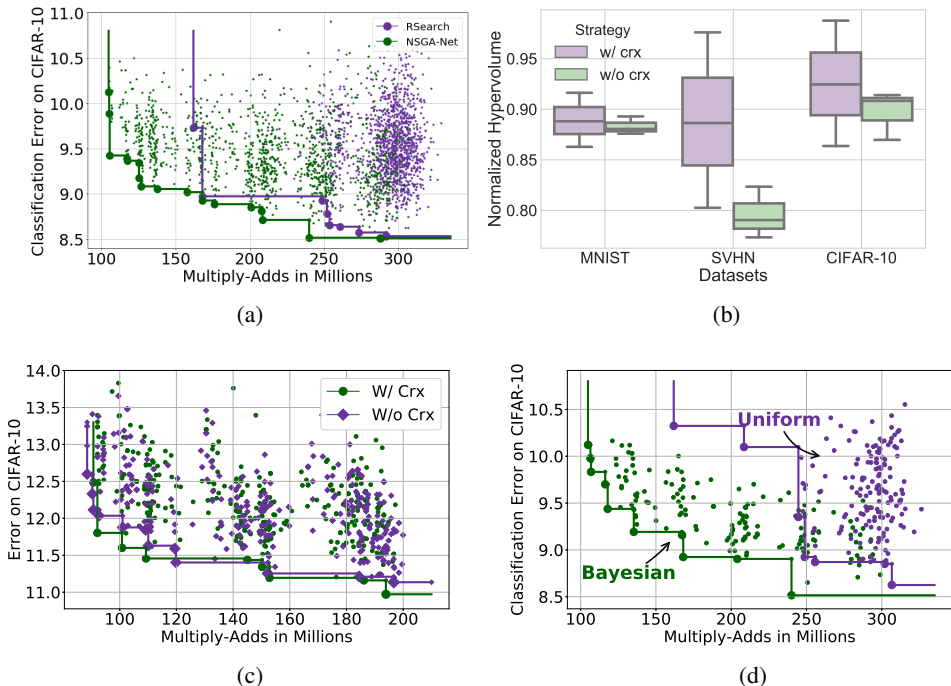 Classification Error on CIFAR-10
11.0
10.5
10.0
9.5
9.0
8.5
100 150 200 250 300
Multiply-Adds in Millions
RSearch
NSGA-Net
(a)
Normalized Hypervolume
0.95
0.90
0.85
0.80
Strategy
w/ crx
w/o crx
MNIST SVHN CIFAR-10
Datasets
(b)
Error on CIFAR-10
14.0
13.5
13.0
12.5
12.0
11.5
11.0
100 120 140 160 180 200
Multiply-Adds in Millions
W/ Crx
W/o Crx
(c)
Classification Error on CIFAR-10
10.5
10.0
9.5
9.0
8.5
100 150 200 250 300
Multiply-Adds in Millions
Uniform
Bayesian
(d)